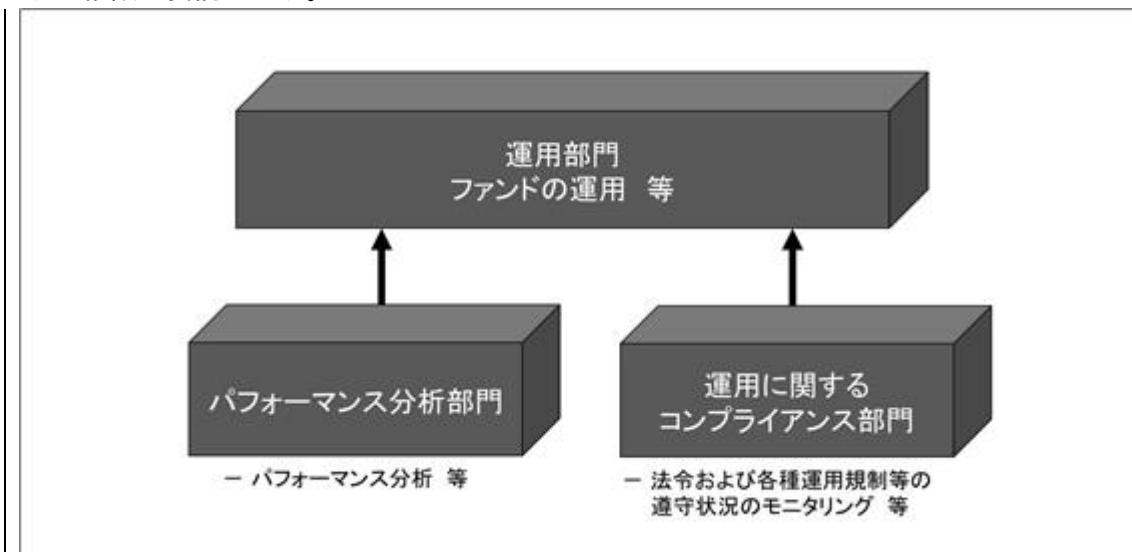 運用部門
ファンドの運用 等
パフォーマンス分析部門
－ パフォーマンス分析 等
運用に関する
コンプライアンス部門
－ 法令および各種運用規制等の
遵守状況のモニタリング 等